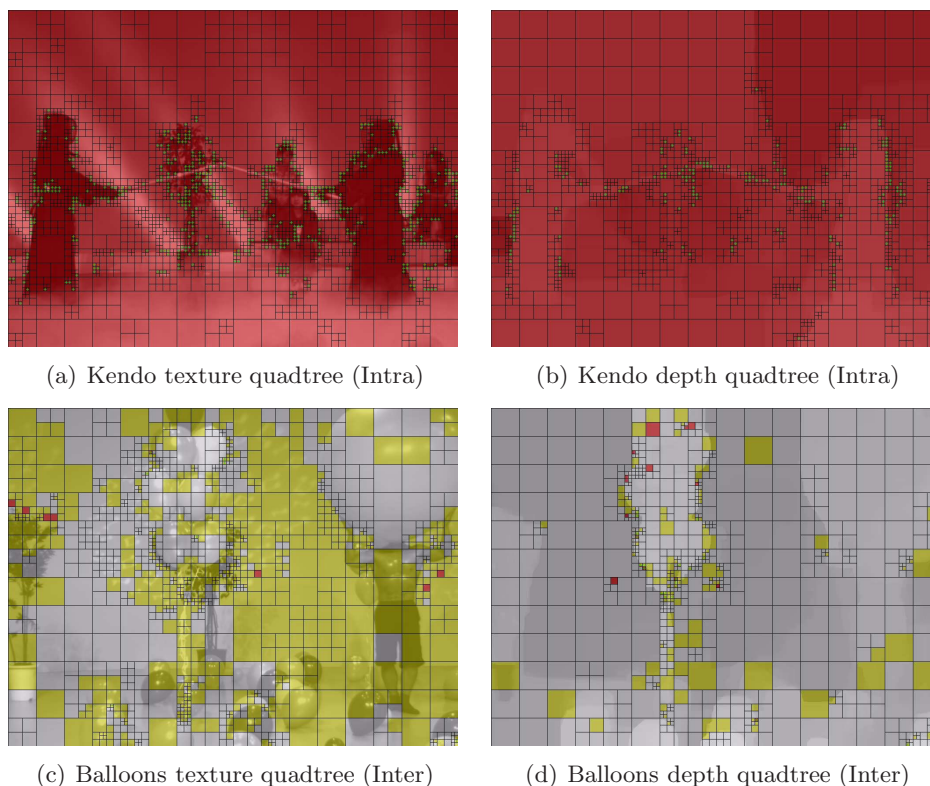 (a) Kendo texture quadtree (Intra)
(b) Kendo depth quadtree (Intra)
(c) Balloons texture quadtree (Inter)
(d) Balloons depth quadtree (Inter)